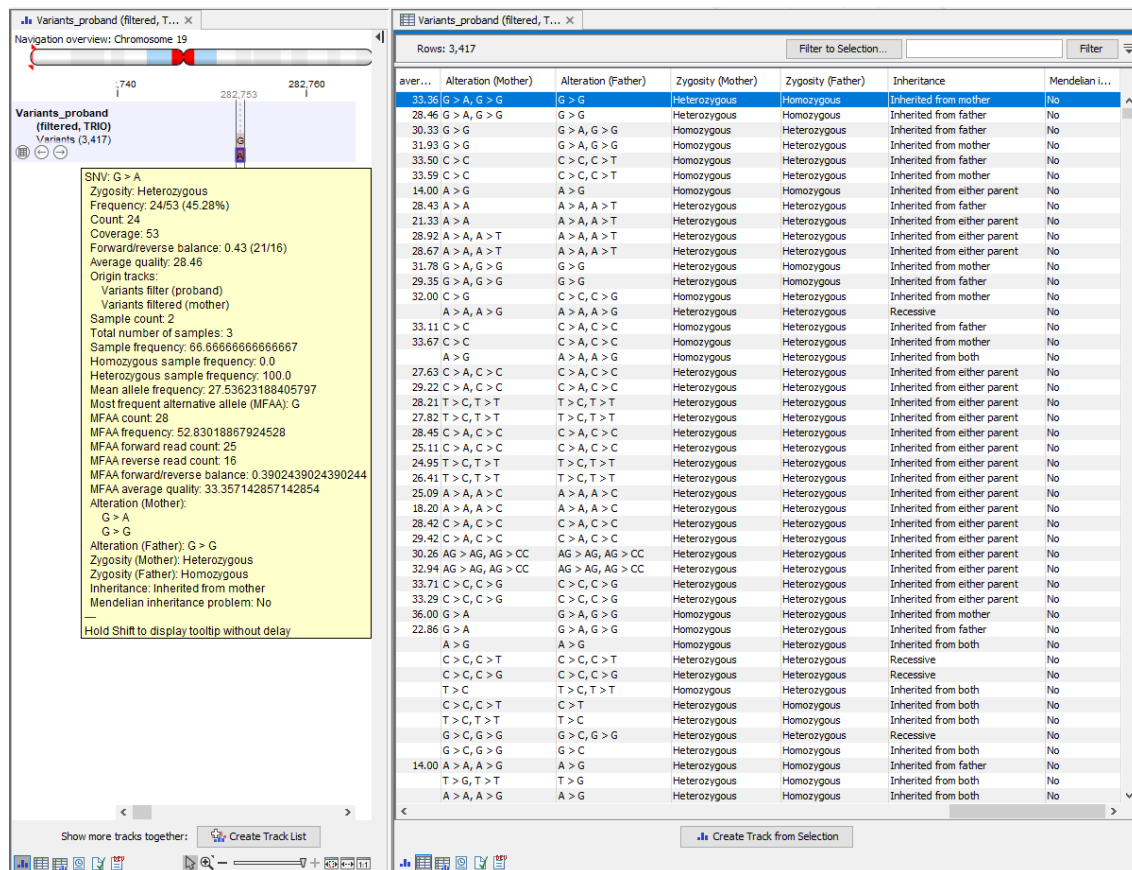 Variants_proband (filtered, T... ×
Navigation overview: Chromosome 19
:,740
282,760
282,753
Variants_proband
(filtered, TRIO)
Variants (3,417)
G
A
SNV: G > A
Zygosity: Heterozygous
Frequency: 24/53 (45.28%)
Count: 24
Coverage: 53
Forward/reverse balance: 0.43 (21/16)
Average quality: 28.46
Origin tracks:
Variants filter (proband)
Variants filtered (mother)
Sample count: 2
Total number of samples: 3
Sample frequency: 66.66666666666667
Homozygous sample frequency: 0.0
Heterozygous sample frequency: 100.0
Mean allele frequency: 27.53623188405797
Most frequent alternative allele (MFAA): G
MFAA count: 28
MFAA frequency: 52.83018867924528
MFAA forward read count: 25
MFAA reverse read count: 16
MFAA forward/reverse balance: 0.3902439024390244
MFAA average quality: 33.357142857142854
Alteration (Mother):
G > A
G > G
Alteration (Father): G > G
Zygosity (Mother): Heterozygous
Zygosity (Father): Homozygous
Inheritance: Inherited from mother
Mendelian inheritance problem: No
—
Hold Shift to display tooltip without delay
Show more tracks together: Create Track List
1:1
Variants_proband (filtered, T... ×
Rows: 3,417 Filter to Selection... Filter
aver... Alteration (Mother) Alteration (Father) Zygosity (Mother) Zygosity (Father) Inheritance Mendelian i...
33.36 G > A, G > G G > G Heterozygous Homozygous Inherited from mother No
28.46 G > A, G > G G > G Heterozygous Homozygous Inherited from father No
30.33 G > G G > A, G > G Homozygous Heterozygous Inherited from father No
31.93 G > G G > A, G > G Homozygous Heterozygous Inherited from mother No
33.50 C > C C > C, C > T Homozygous Heterozygous Inherited from father No
33.59 C > C C > C, C > T Homozygous Heterozygous Inherited from mother No
14.00 A > G A > G Homozygous Homozygous Inherited from either parent No
28.43 A > A A > A, A > T Homozygous Heterozygous Inherited from father No
21.33 A > A A > A, A > T Homozygous Heterozygous Inherited from either parent No
28.92 A > A, A > T A > A, A > T Heterozygous Heterozygous Inherited from either parent No
28.67 A > A, A > T A > A, A > T Heterozygous Heterozygous Inherited from either parent No
31.78 G > A, G > G G > G Heterozygous Homozygous Inherited from mother No
29.35 G > A, G > G G > G Heterozygous Homozygous Inherited from father No
32.00 C > G C > C, C > G Homozygous Heterozygous Inherited from mother No
A > A, A > G A > A, A > G Heterozygous Heterozygous Recessive No
33.11 C > C C > A, C > C Homozygous Heterozygous Inherited from father No
33.67 C > C C > A, C > C Homozygous Heterozygous Inherited from mother No
A > G A > A, A > G Homozygous Heterozygous Inherited from both No
27.63 C > A, C > C C > A, C > C Heterozygous Heterozygous Inherited from either parent No
29.22 C > A, C > C C > A, C > C Heterozygous Heterozygous Inherited from either parent No
28.21 T > C, T > T T > C, T > T Heterozygous Heterozygous Inherited from either parent No
27.82 T > C, T > T T > C, T > T Heterozygous Heterozygous Inherited from either parent No
28.45 C > A, C > C C > A, C > C Heterozygous Heterozygous Inherited from either parent No
25.11 C > A, C > C C > A, C > C Heterozygous Heterozygous Inherited from either parent No
24.95 T > C, T > T T > C, T > T Heterozygous Heterozygous Inherited from either parent No
26.41 T > C, T > T T > C, T > T Heterozygous Heterozygous Inherited from either parent No
25.09 A > A, A > C A > A, A > C Heterozygous Heterozygous Inherited from either parent No
18.20 A > A, A > C A > A, A > C Heterozygous Heterozygous Inherited from either parent No
28.42 C > A, C > C C > A, C > C Heterozygous Heterozygous Inherited from either parent No
29.42 C > A, C > C C > A, C > C Heterozygous Heterozygous Inherited from either parent No
30.26 AG > AG, AG > CC AG > AG, AG > CC Heterozygous Heterozygous Inherited from either parent No
32.94 AG > AG, AG > CC AG > AG, AG > CC Heterozygous Heterozygous Inherited from either parent No
33.71 C > C, C > G C > C, C > G Heterozygous Heterozygous Inherited from either parent No
33.29 C > C, C > G C > C, C > G Heterozygous Heterozygous Inherited from either parent No
36.00 G > A G > A, G > G Homozygous Heterozygous Inherited from mother No
22.86 G > A G > A, G > G Homozygous Heterozygous Inherited from father No
A > G A > G Homozygous Homozygous Inherited from both No
C > C, C > T C > C, C > T Heterozygous Heterozygous Recessive No
C > C, C > G C > C, C > G Heterozygous Heterozygous Recessive No
T > C T > C, T > T Homozygous Heterozygous Inherited from both No
C > C, C > T C > T Heterozygous Homozygous Inherited from both No
T > C, T > T T > C Heterozygous Homozygous Inherited from both No
G > C, G > G G > C, G > G Heterozygous Heterozygous Recessive No
G > C, G > G G > C Heterozygous Homozygous Inherited from both No
14.00 A > A, A > G A > G Heterozygous Homozygous Inherited from father No
T > G, T > T T > G Heterozygous Homozygous Inherited from both No
A > A, A > G A > G Heterozygous Homozygous Inherited from both No
Create Track from Selection